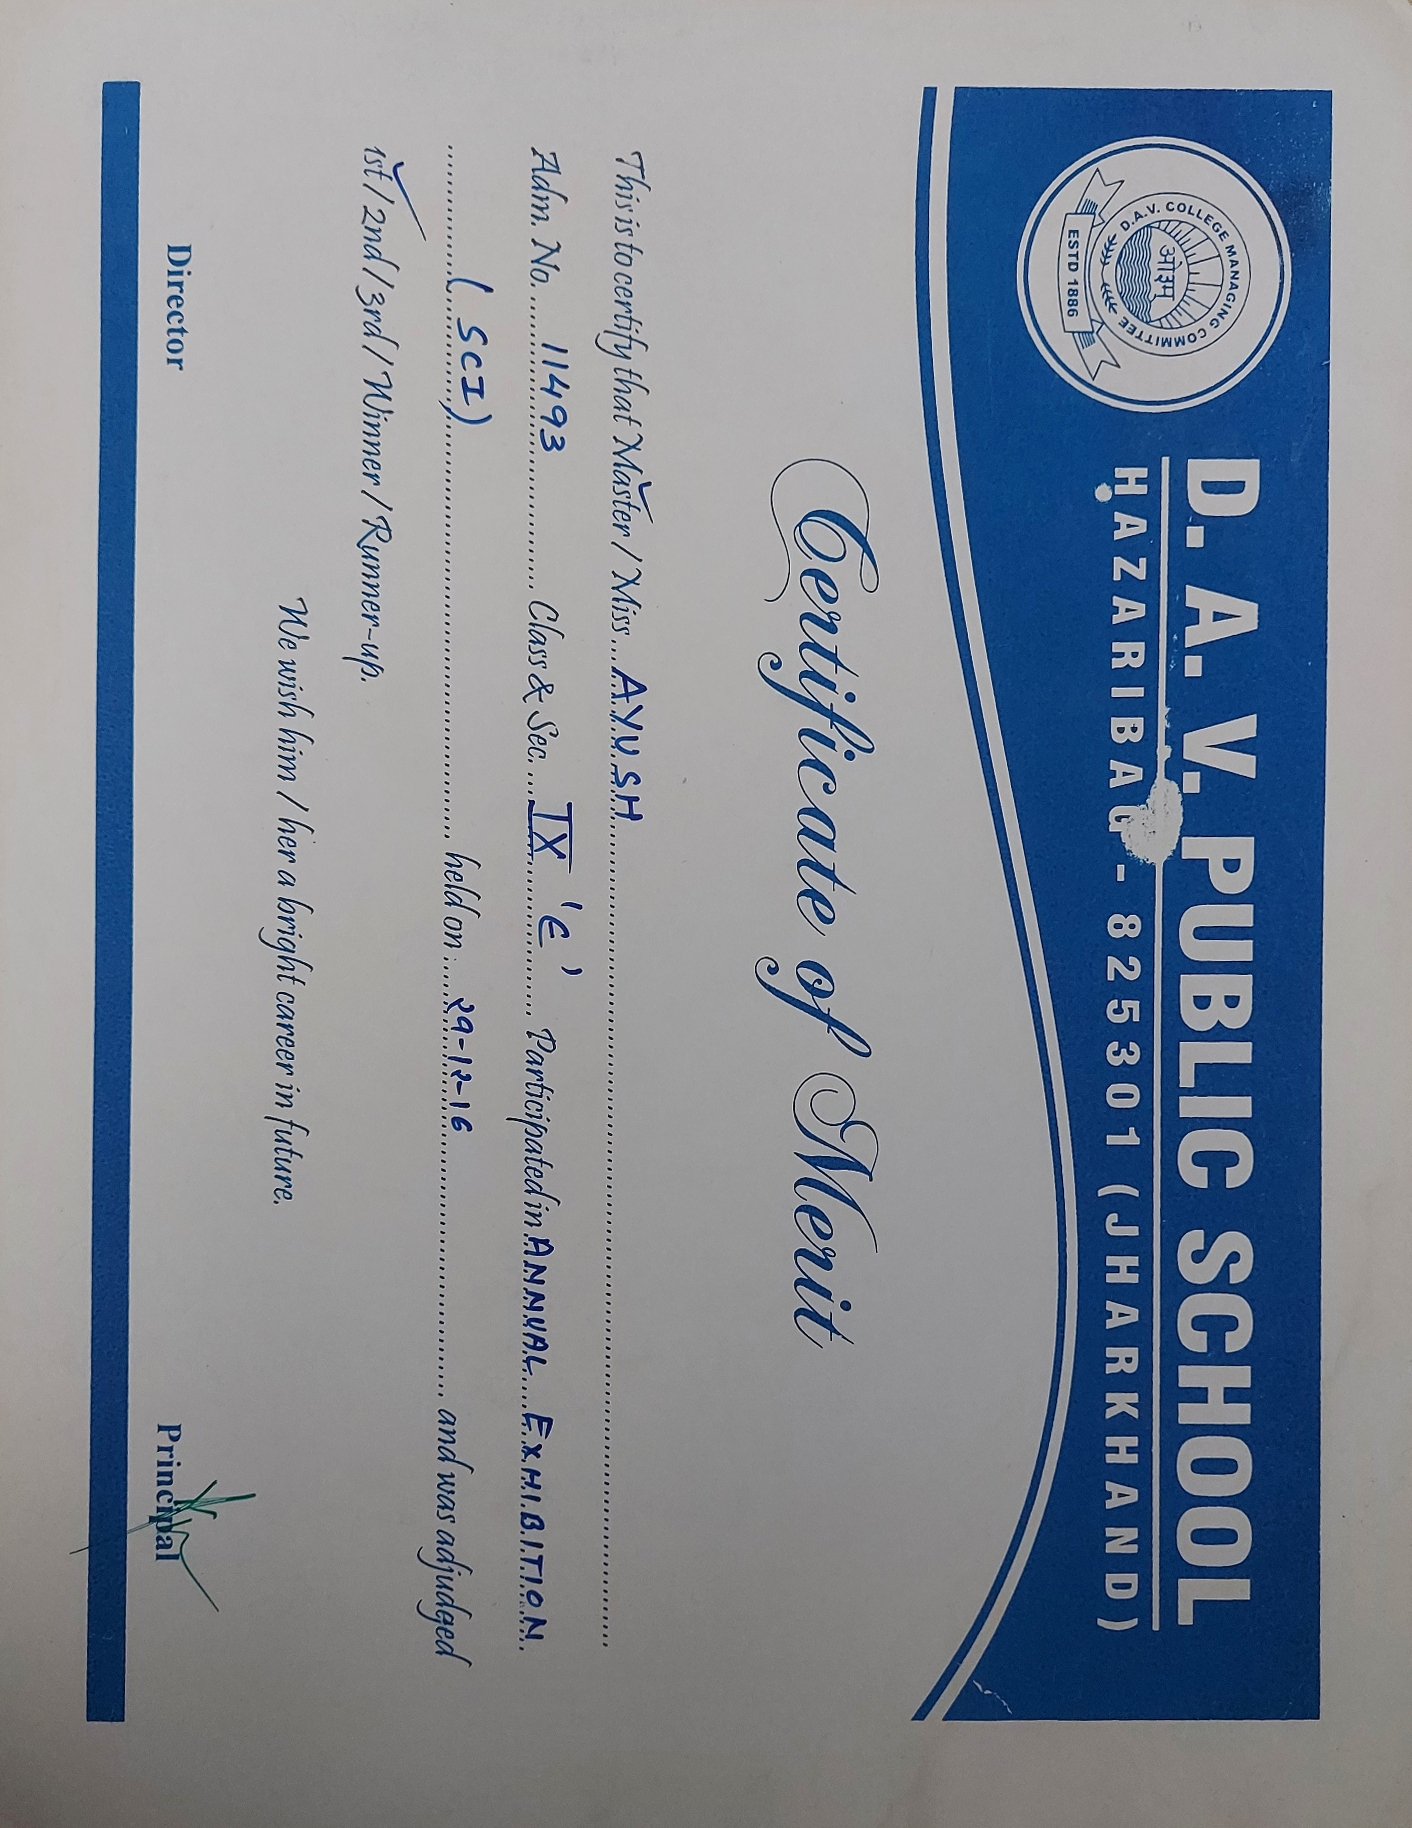 D.A.V. COLLEGE MANAGING COMMITTEE
ओ३म्
ESTD 1886
D. A. V. PUBLIC SCHOOL
HAZARIBAG - 825301 (JHARKHAND)
Certificate of Merit
This is to certify that Master / Miss... AYUSH
Adm. No. 11493 Class & Sec. IX 'E' Participated in ANNUAL EXHIBITION
(SCI) held on 29-12-16 and was adjudged
1st / 2nd / 3rd / Winner / Runner-up.
We wish him / her a bright career in future.
Director
Principal